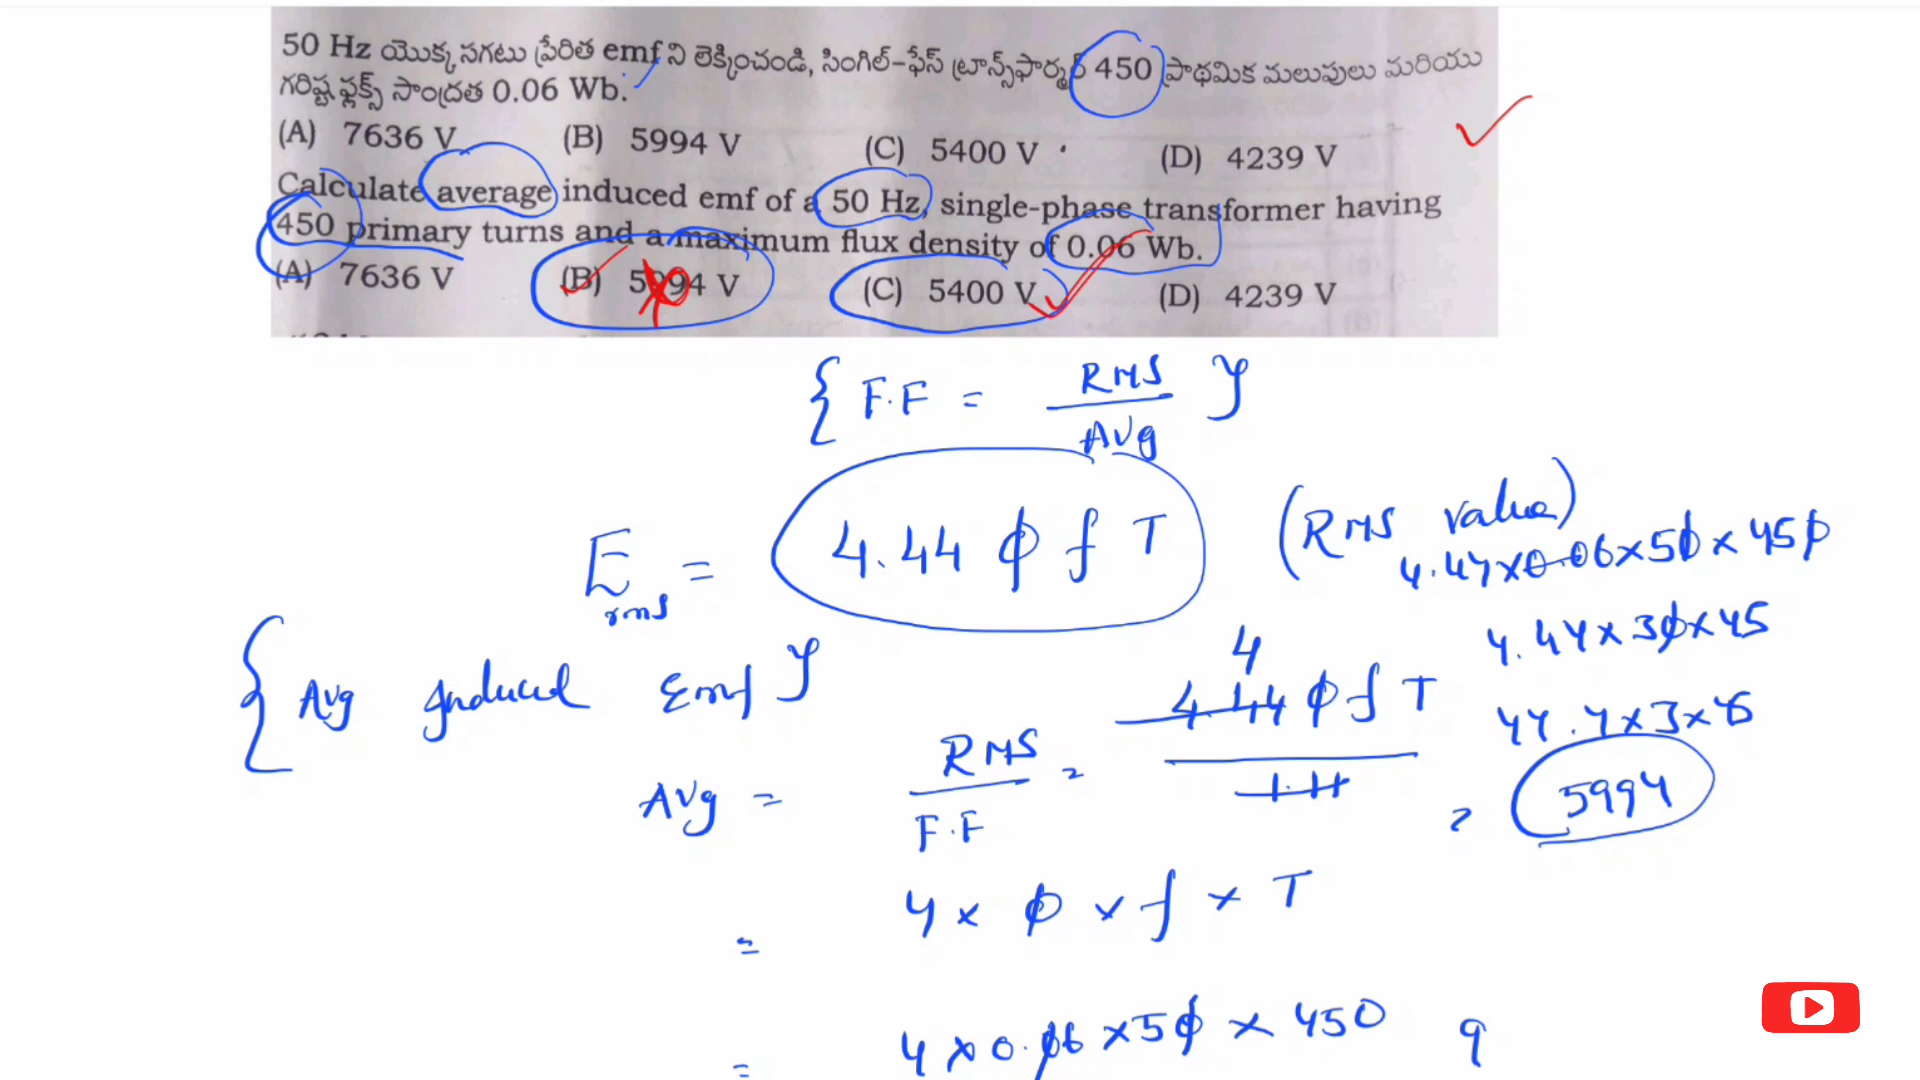 50 Hz యొక్క సగటు ప్రేరిత emf ని లెక్కించండి, సింగిల్-ఫేస్ ట్రాన్స్‌ఫార్మర్ 450 ప్రాథమిక మలుపులు మరియు
గరిష్ట ఫ్లక్స్ సాంద్రత 0.06 Wb.
(A) 7636 V (B) 5994 V (C) 5400 V (D) 4239 V
Calculate average induced emf of a 50 Hz, single-phase transformer having
450 primary turns and a maximum flux density of 0.06 Wb.
(A) 7636 V (B) 5994 V (C) 5400 V (D) 4239 V
{ F.F = RMS / AVg }
E rms = 4.44 ϕ f T (RMS value)
4.44×0.06×50×450
4.44×30×45
44.4×3×45
= 5994
{ Avg Induced Emf }
AVg = RMS / F.F = 4.44 ϕ f T / 1.11
4
= 4 × ϕ × f × T
= 4 × 0.06 × 50 × 450 9